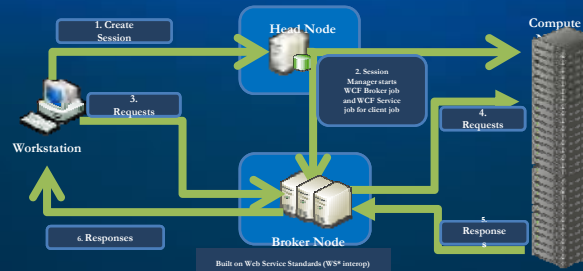 1. Create
Session
Head Node
Compute
2. Session
Manager starts
WCF Broker job
and WCF Service
job for client job
3.
Requests
4.
Requests
Workstation
5.
Response
s
6. Responses
Broker Node
Built on Web Service Standards (WS* interop)